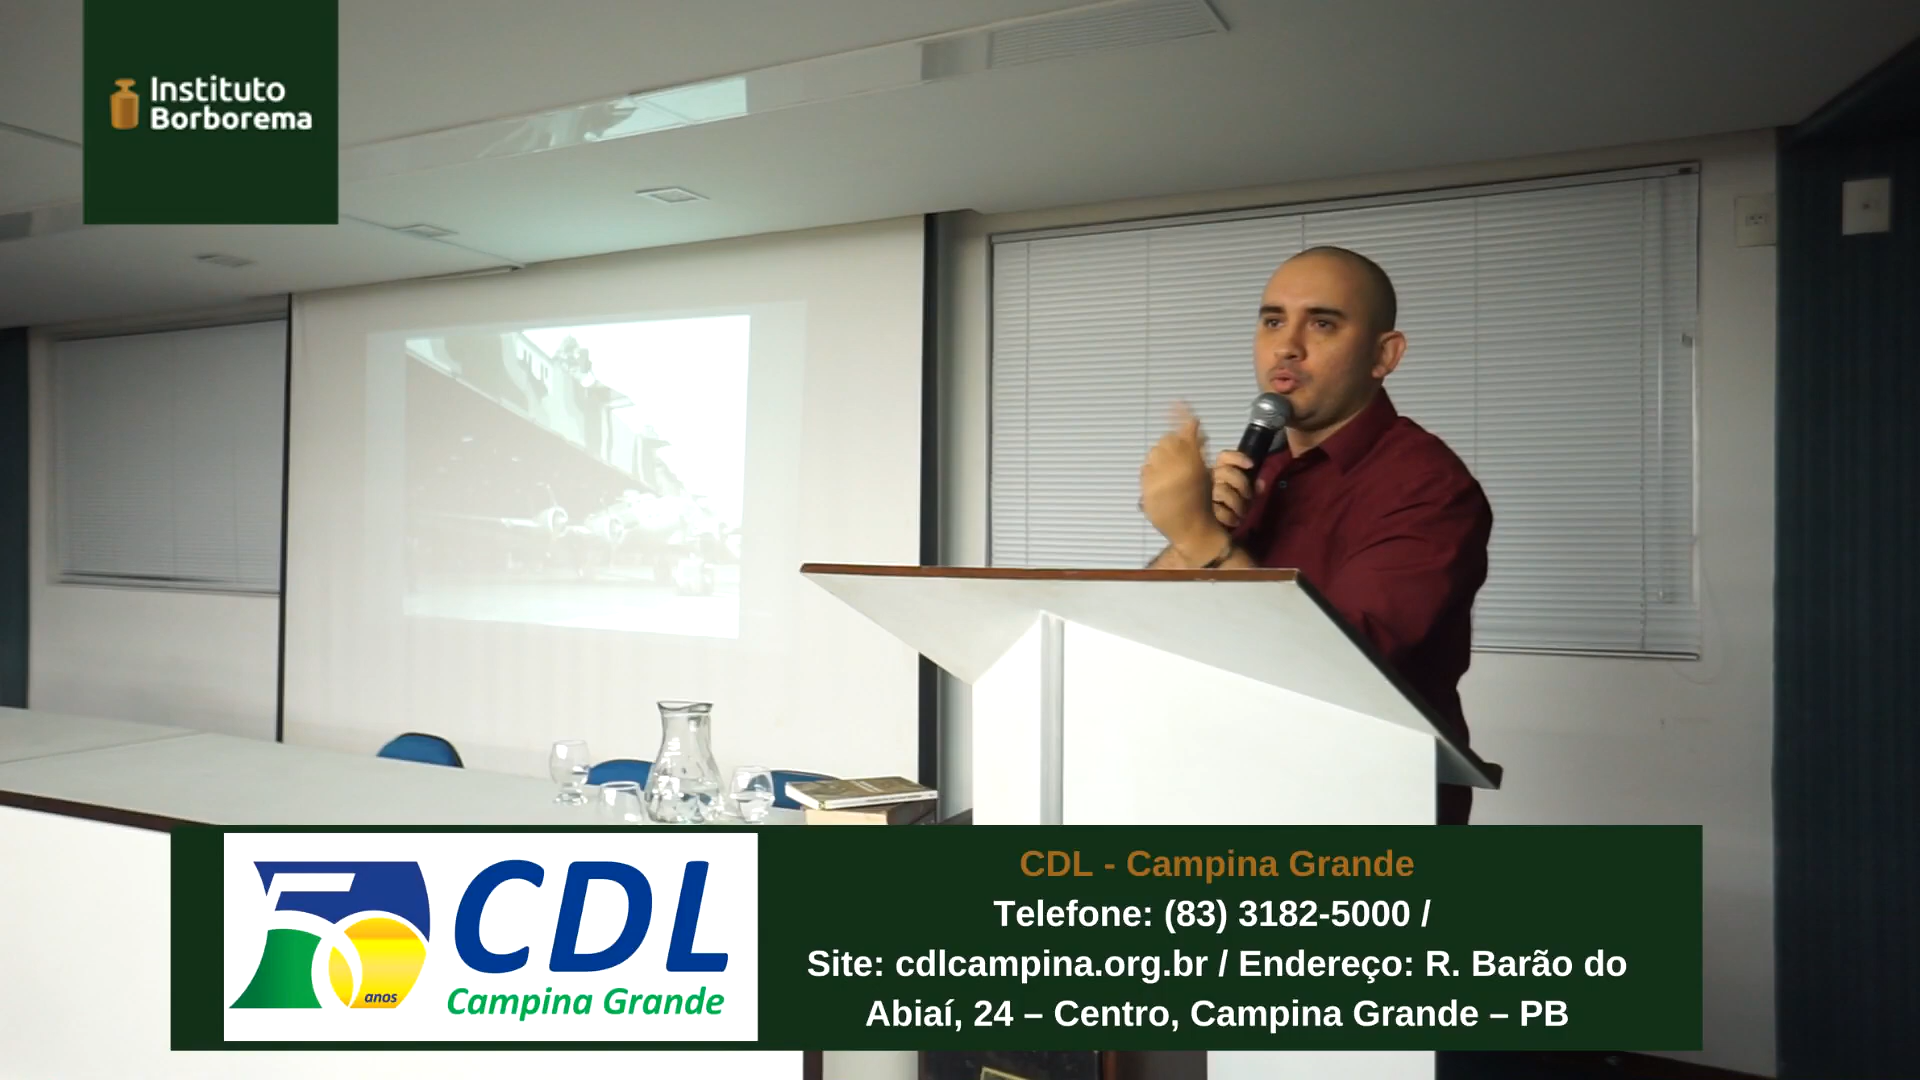 Instituto
Borborema
50
anos
CDL
Campina Grande
CDL - Campina Grande
Telefone: (83) 3182-5000 /
Site: cdlcampina.org.br / Endereço: R. Barão do
Abiaí, 24 – Centro, Campina Grande – PB